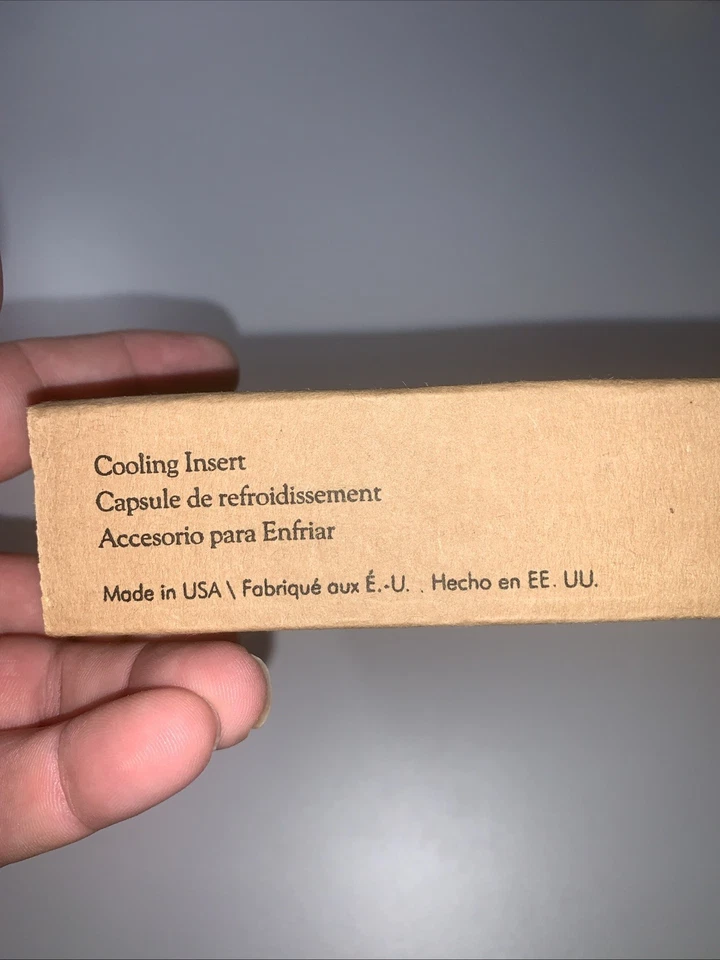 Cooling Insert
Capsule de refroidissement
Accesorio para Enfriar
Made in USA \ Fabriqué aux É.-U. . Hecho en EE. UU.